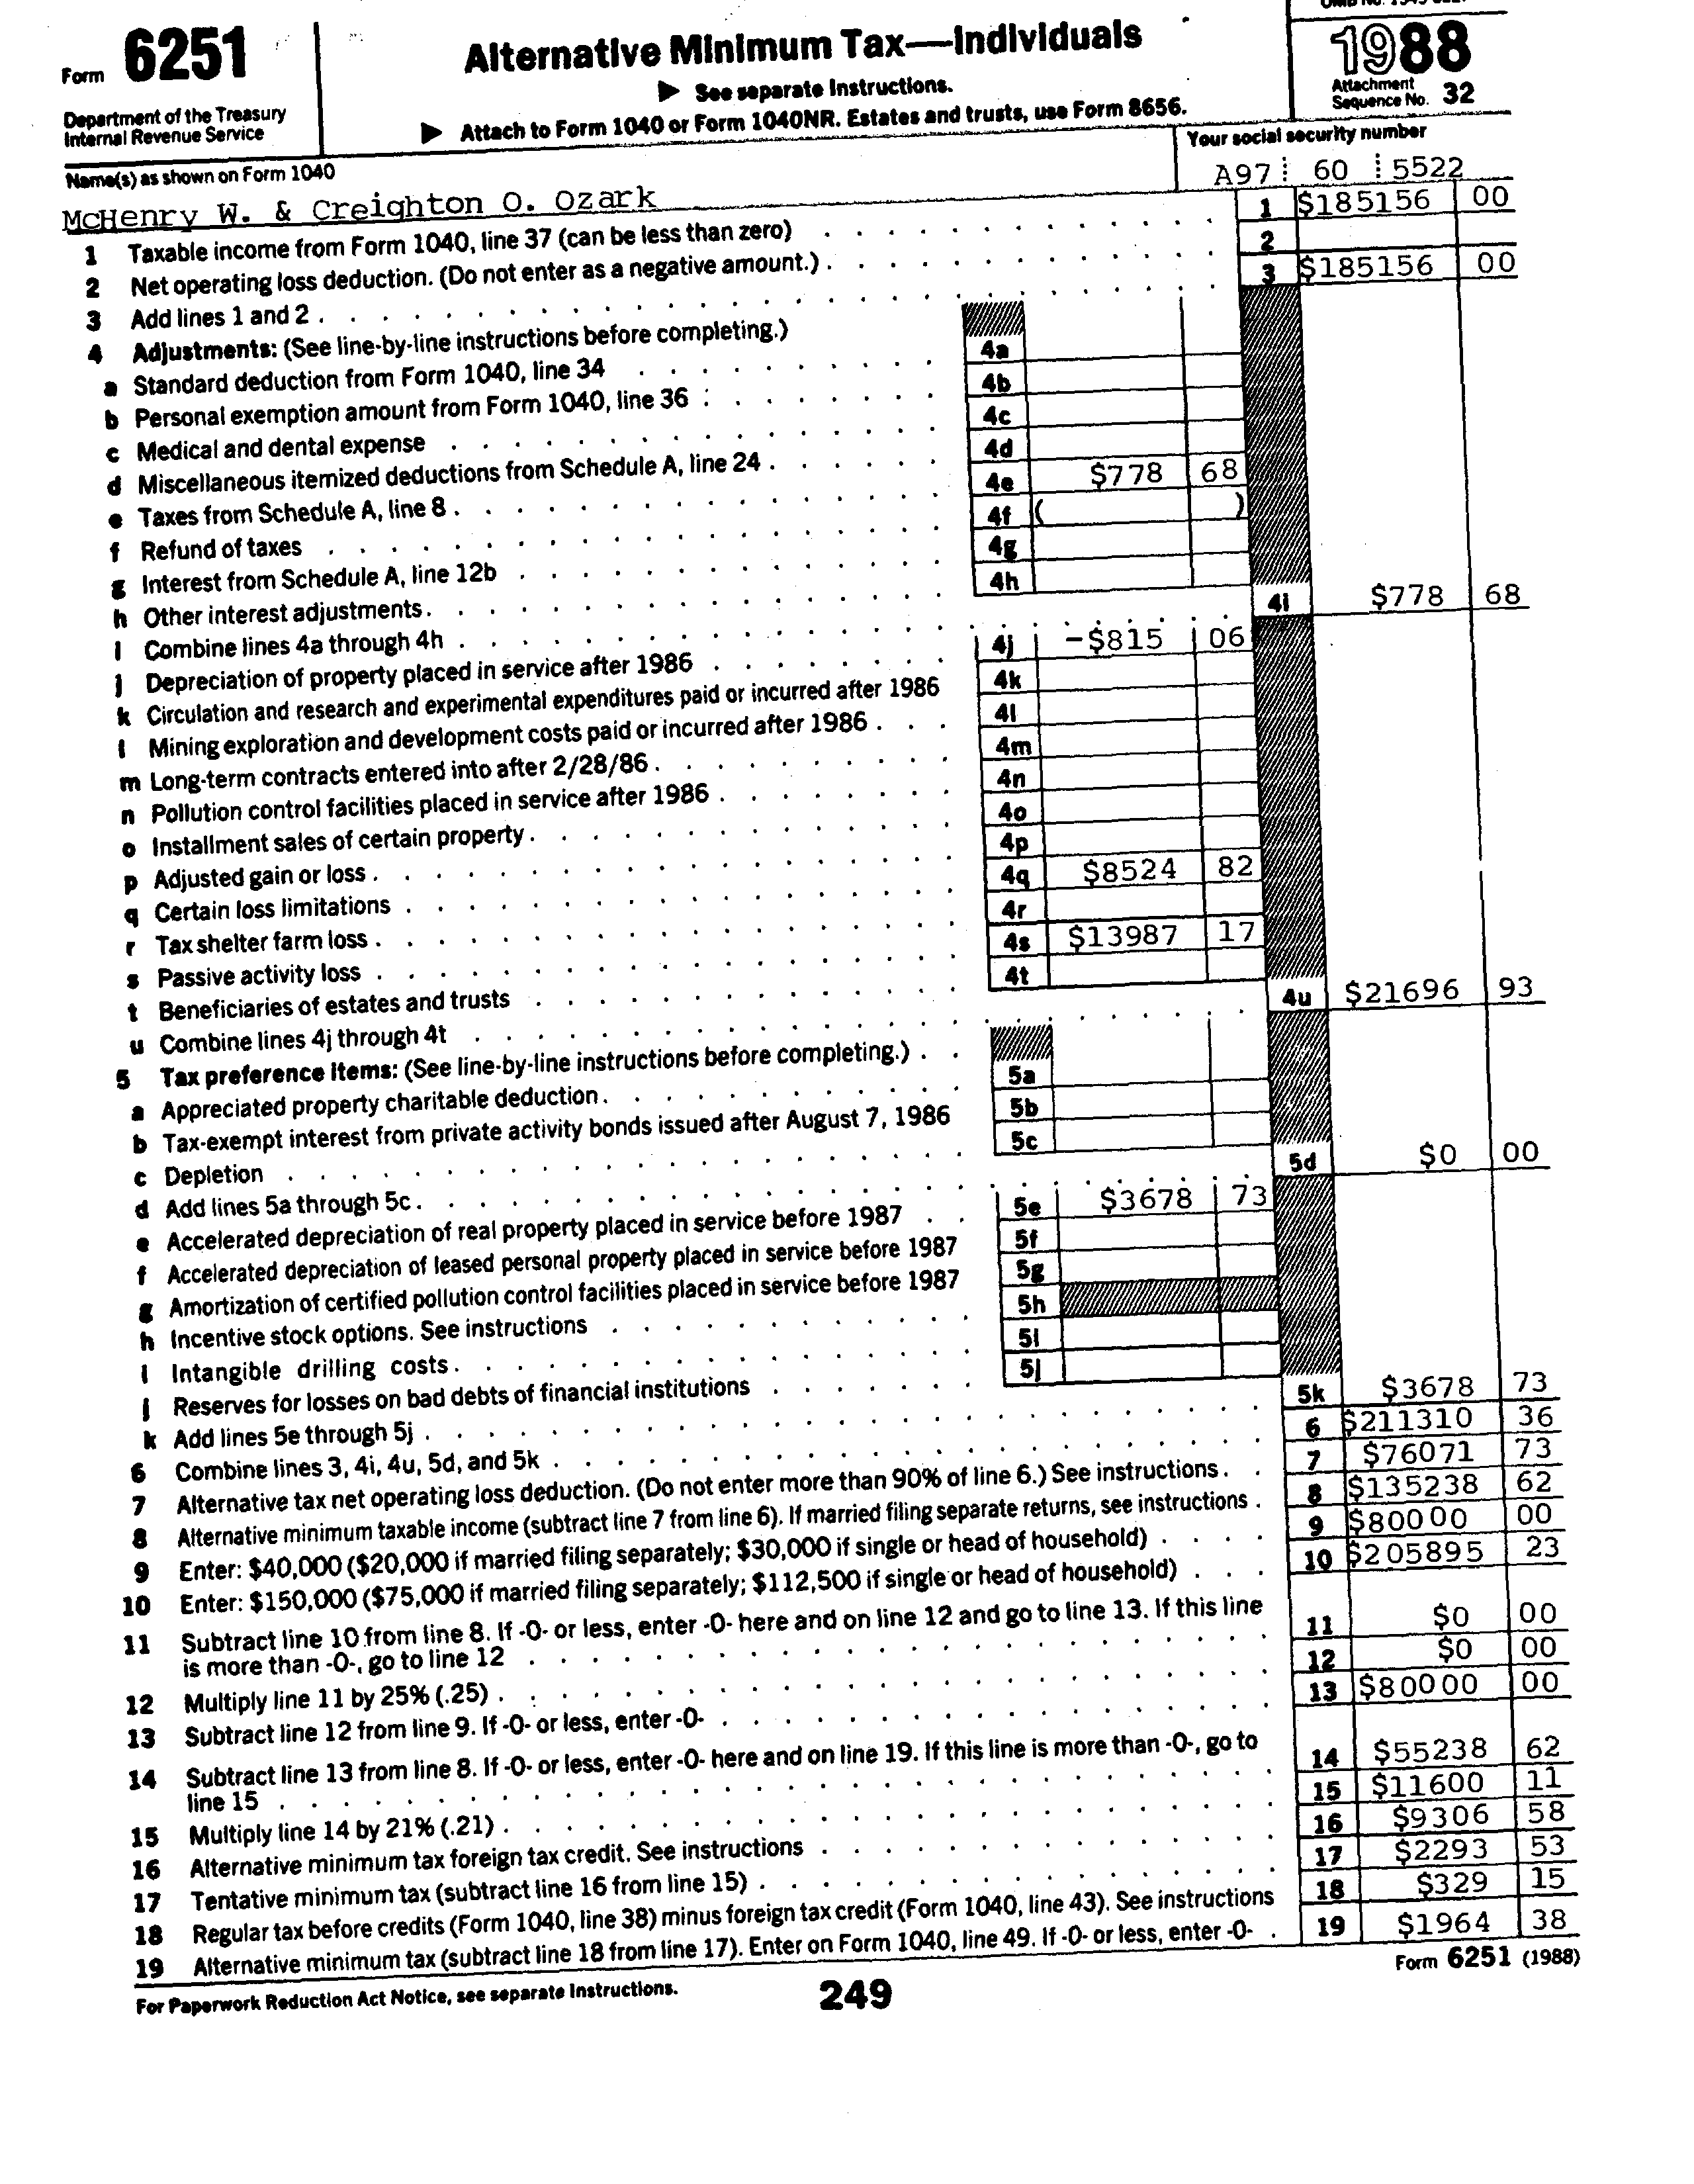 Form 6251
Department of the Treasury
Internal Revenue Service
Alternative Minimum Tax—Individuals
▶ See separate Instructions.
▶ Attach to Form 1040 or Form 1040NR. Estates and trusts, use Form 8656.
1988
Attachment
Sequence No. 32
Name(s) as shown on Form 1040
Your social security number
McHenry W. & Creighton O. Ozark
A97 60 5522
1 Taxable income from Form 1040, line 37 (can be less than zero) 1 $185156 00
2 Net operating loss deduction. (Do not enter as a negative amount.) 2
3 Add lines 1 and 2 3 $185156 00
4 Adjustments: (See line-by-line instructions before completing.)
a Standard deduction from Form 1040, line 34 4a
b Personal exemption amount from Form 1040, line 36 4b
c Medical and dental expense 4c
d Miscellaneous itemized deductions from Schedule A, line 24 4d
e Taxes from Schedule A, line 8 4e $778 68
f Refund of taxes 4f ( )
g Interest from Schedule A, line 12b 4g
h Other interest adjustments 4h
i Combine lines 4a through 4h 4i $778 68
j Depreciation of property placed in service after 1986 4j -$815 06
k Circulation and research and experimental expenditures paid or incurred after 1986 4k
l Mining exploration and development costs paid or incurred after 1986 4l
m Long-term contracts entered into after 2/28/86 4m
n Pollution control facilities placed in service after 1986 4n
o Installment sales of certain property 4o
p Adjusted gain or loss 4p
q Certain loss limitations 4q $8524 82
r Tax shelter farm loss 4r
s Passive activity loss 4s $13987 17
t Beneficiaries of estates and trusts 4t
u Combine lines 4j through 4t 4u $21696 93
5 Tax preference items: (See line-by-line instructions before completing.)
a Appreciated property charitable deduction 5a
b Tax-exempt interest from private activity bonds issued after August 7, 1986 5b
c Depletion 5c
d Add lines 5a through 5c 5d $0 00
e Accelerated depreciation of real property placed in service before 1987 5e $3678 73
f Accelerated depreciation of leased personal property placed in service before 1987 5f
g Amortization of certified pollution control facilities placed in service before 1987 5g
h Incentive stock options. See instructions 5h
i Intangible drilling costs 5i
j Reserves for losses on bad debts of financial institutions 5j
k Add lines 5e through 5j 5k $3678 73
6 Combine lines 3, 4i, 4u, 5d, and 5k 6 $211310 36
7 Alternative tax net operating loss deduction. (Do not enter more than 90% of line 6.) See instructions. 7 $76071 73
8 Alternative minimum taxable income (subtract line 7 from line 6). If married filing separate returns, see instructions 8 $135238 62
9 Enter: $40,000 ($20,000 if married filing separately; $30,000 if single or head of household) 9 $80000 00
10 Enter: $150,000 ($75,000 if married filing separately; $112,500 if single or head of household) 10 $205895 23
11 Subtract line 10 from line 8. If -0- or less, enter -0- here and on line 12 and go to line 13. If this line
is more than -0-, go to line 12 11 $0 00
12 Multiply line 11 by 25% (.25) 12 $0 00
13 Subtract line 12 from line 9. If -0- or less, enter -0- 13 $80000 00
14 Subtract line 13 from line 8. If -0- or less, enter -0- here and on line 19. If this line is more than -0-, go to
line 15 14 $55238 62
15 Multiply line 14 by 21% (.21) 15 $11600 11
16 Alternative minimum tax foreign tax credit. See instructions 16 $9306 58
17 Tentative minimum tax (subtract line 16 from line 15) 17 $2293 53
18 Regular tax before credits (Form 1040, line 38) minus foreign tax credit (Form 1040, line 43). See instructions 18 $329 15
19 Alternative minimum tax (subtract line 18 from line 17). Enter on Form 1040, line 49. If -0- or less, enter -0- 19 $1964 38
For Paperwork Reduction Act Notice, see separate Instructions.
249
Form 6251 (1988)